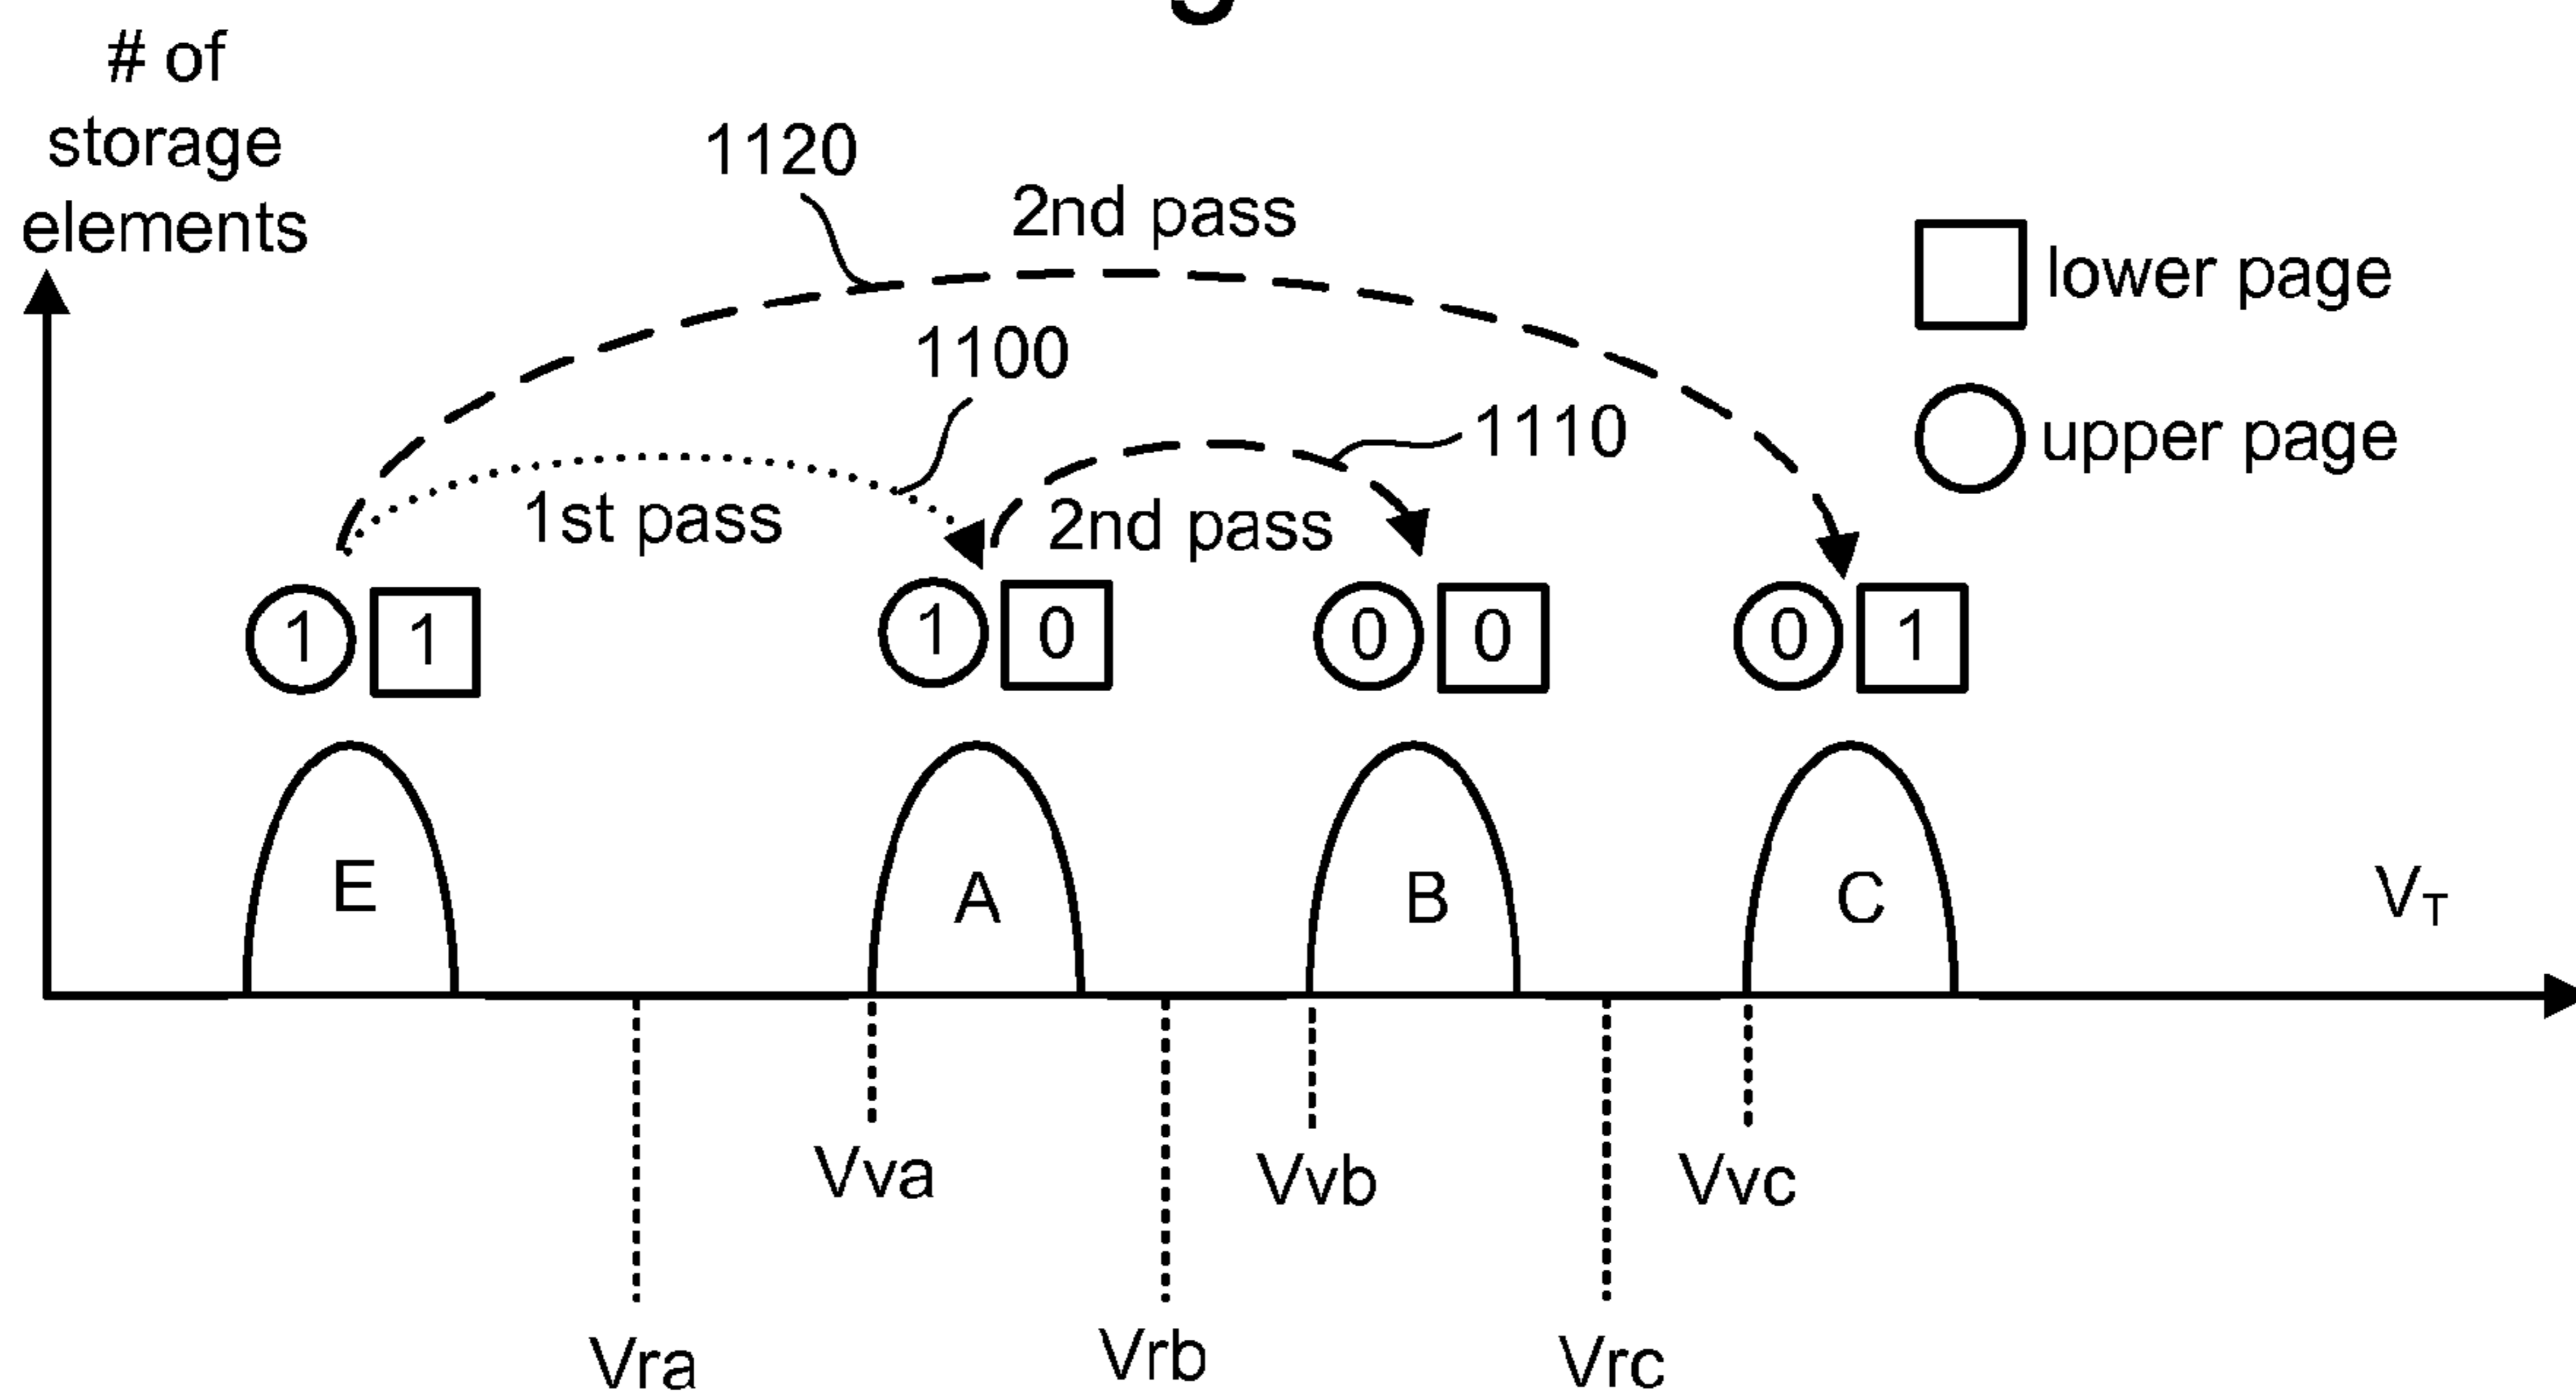 # of
storage
elements
1120
2nd pass
lower page
1100
1110
upper page
1st pass
2nd pass
1 1
1 0
0 0
0 1
E
A
B
C
VT
Vva
Vvb
Vvc
Vra
Vrb
Vrc